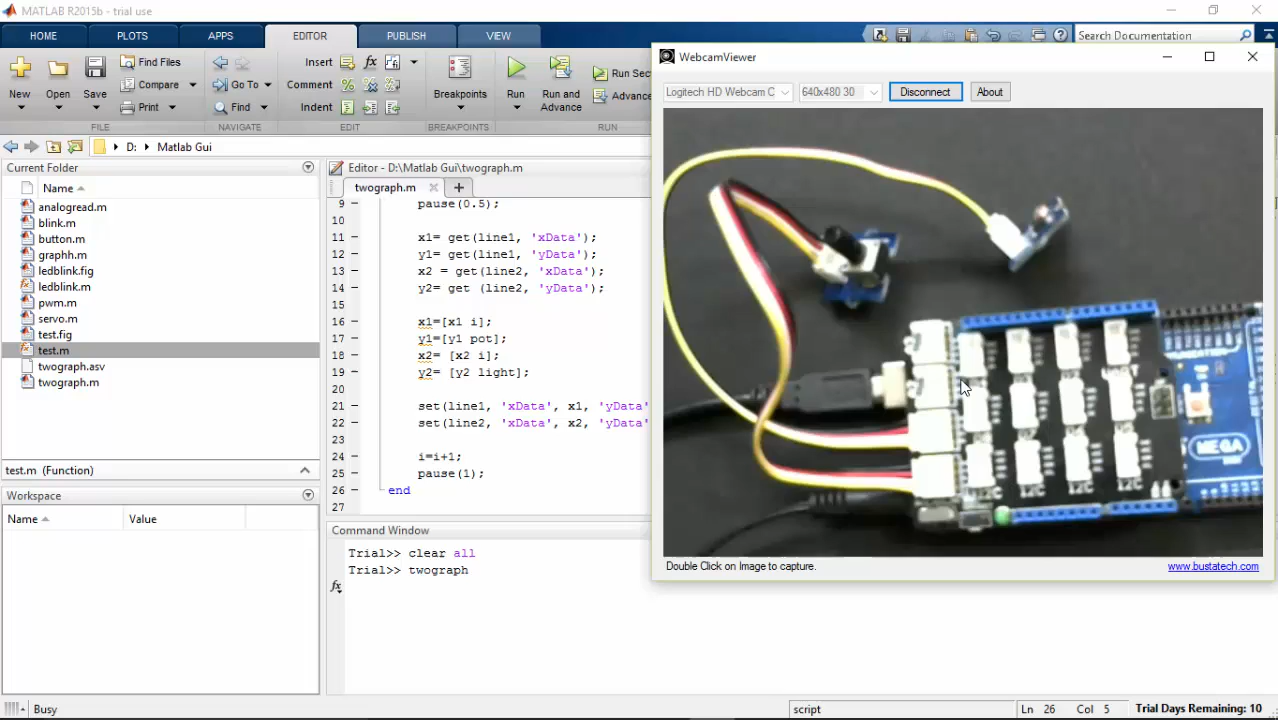 MATLAB R2015b - trial use
HOME PLOTS APPS EDITOR PUBLISH VIEW
Search Documentation
New Open Save Find Files Compare Print
Go To Find
Insert Comment Indent
fx
Breakpoints
Run Run and Advance Run Sec Advance
FILE NAVIGATE EDIT BREAKPOINTS RUN
D: Matlab Gui
Current Folder
Name
analogread.m
blink.m
button.m
graphh.m
ledblink.fig
ledblink.m
pwm.m
servo.m
test.fig
test.m
twograph.asv
twograph.m
test.m (Function)
Workspace
Name Value
Editor - D:\Matlab Gui\twograph.m
twograph.m
9 pause(0.5);
10
11 x1= get(line1, 'xData');
12 y1= get(line1, 'yData');
13 x2 = get(line2, 'xData');
14 y2= get (line2, 'yData');
15
16 x1=[x1 i];
17 y1=[y1 pot];
18 x2= [x2 i];
19 y2= [y2 light];
20
21 set(line1, 'xData', x1, 'yData'
22 set(line2, 'xData', x2, 'yData'
23
24 i=i+1;
25 pause(1);
26 end
27
Command Window
Trial>> clear all
Trial>> twograph
fx
WebcamViewer
Logitech HD Webcam C 640x480 30 Disconnect About
MEGA
I2C I2C I2C I2C
Double Click on Image to capture.
www.bustatech.com
Busy
script
Ln 26 Col 5
Trial Days Remaining: 10